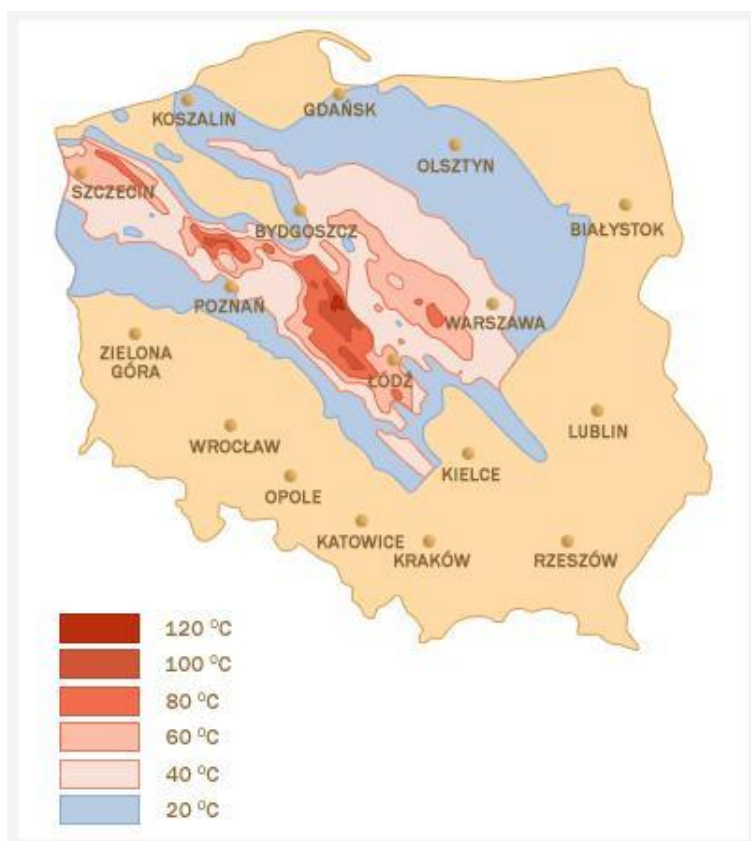 GDAŃSK
KOSZALIN
OLSZTYN
SZCZECIN
BIAŁYSTOK
BYDGOSZCZ
POZNAŃ
WARSZAWA
ZIELONA
GÓRA
ŁÓDŹ
LUBLIN
WROCŁAW
KIELCE
OPOLE
KATOWICE
KRAKÓW
RZESZÓW
120 °C
100 °C
80 °C
60 °C
40 °C
20 °C